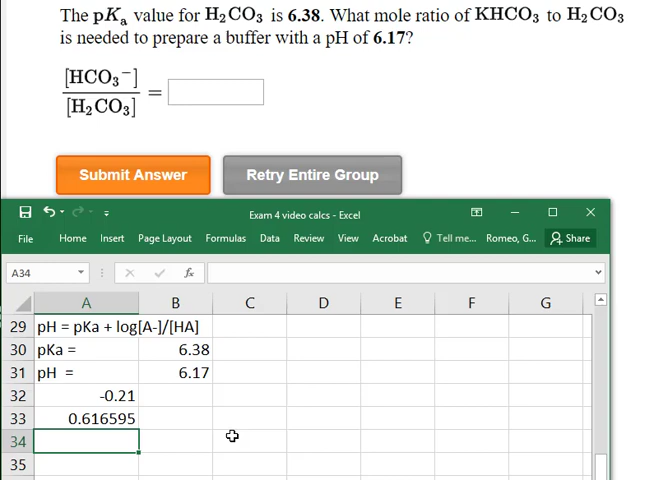 The pKa value for H2CO3 is 6.38. What mole ratio of KHCO3 to H2CO3
is needed to prepare a buffer with a pH of 6.17?
[HCO3−]
[H2CO3]
=
Submit Answer
Retry Entire Group
Exam 4 video calcs - Excel
File Home Insert Page Layout Formulas Data Review View Acrobat Tell me... Romeo, G... Share
A34 fx
A B C D E F G
29 pH = pKa + log[A-]/[HA]
30 pKa = 6.38
31 pH = 6.17
32 -0.21
33 0.616595
34
35